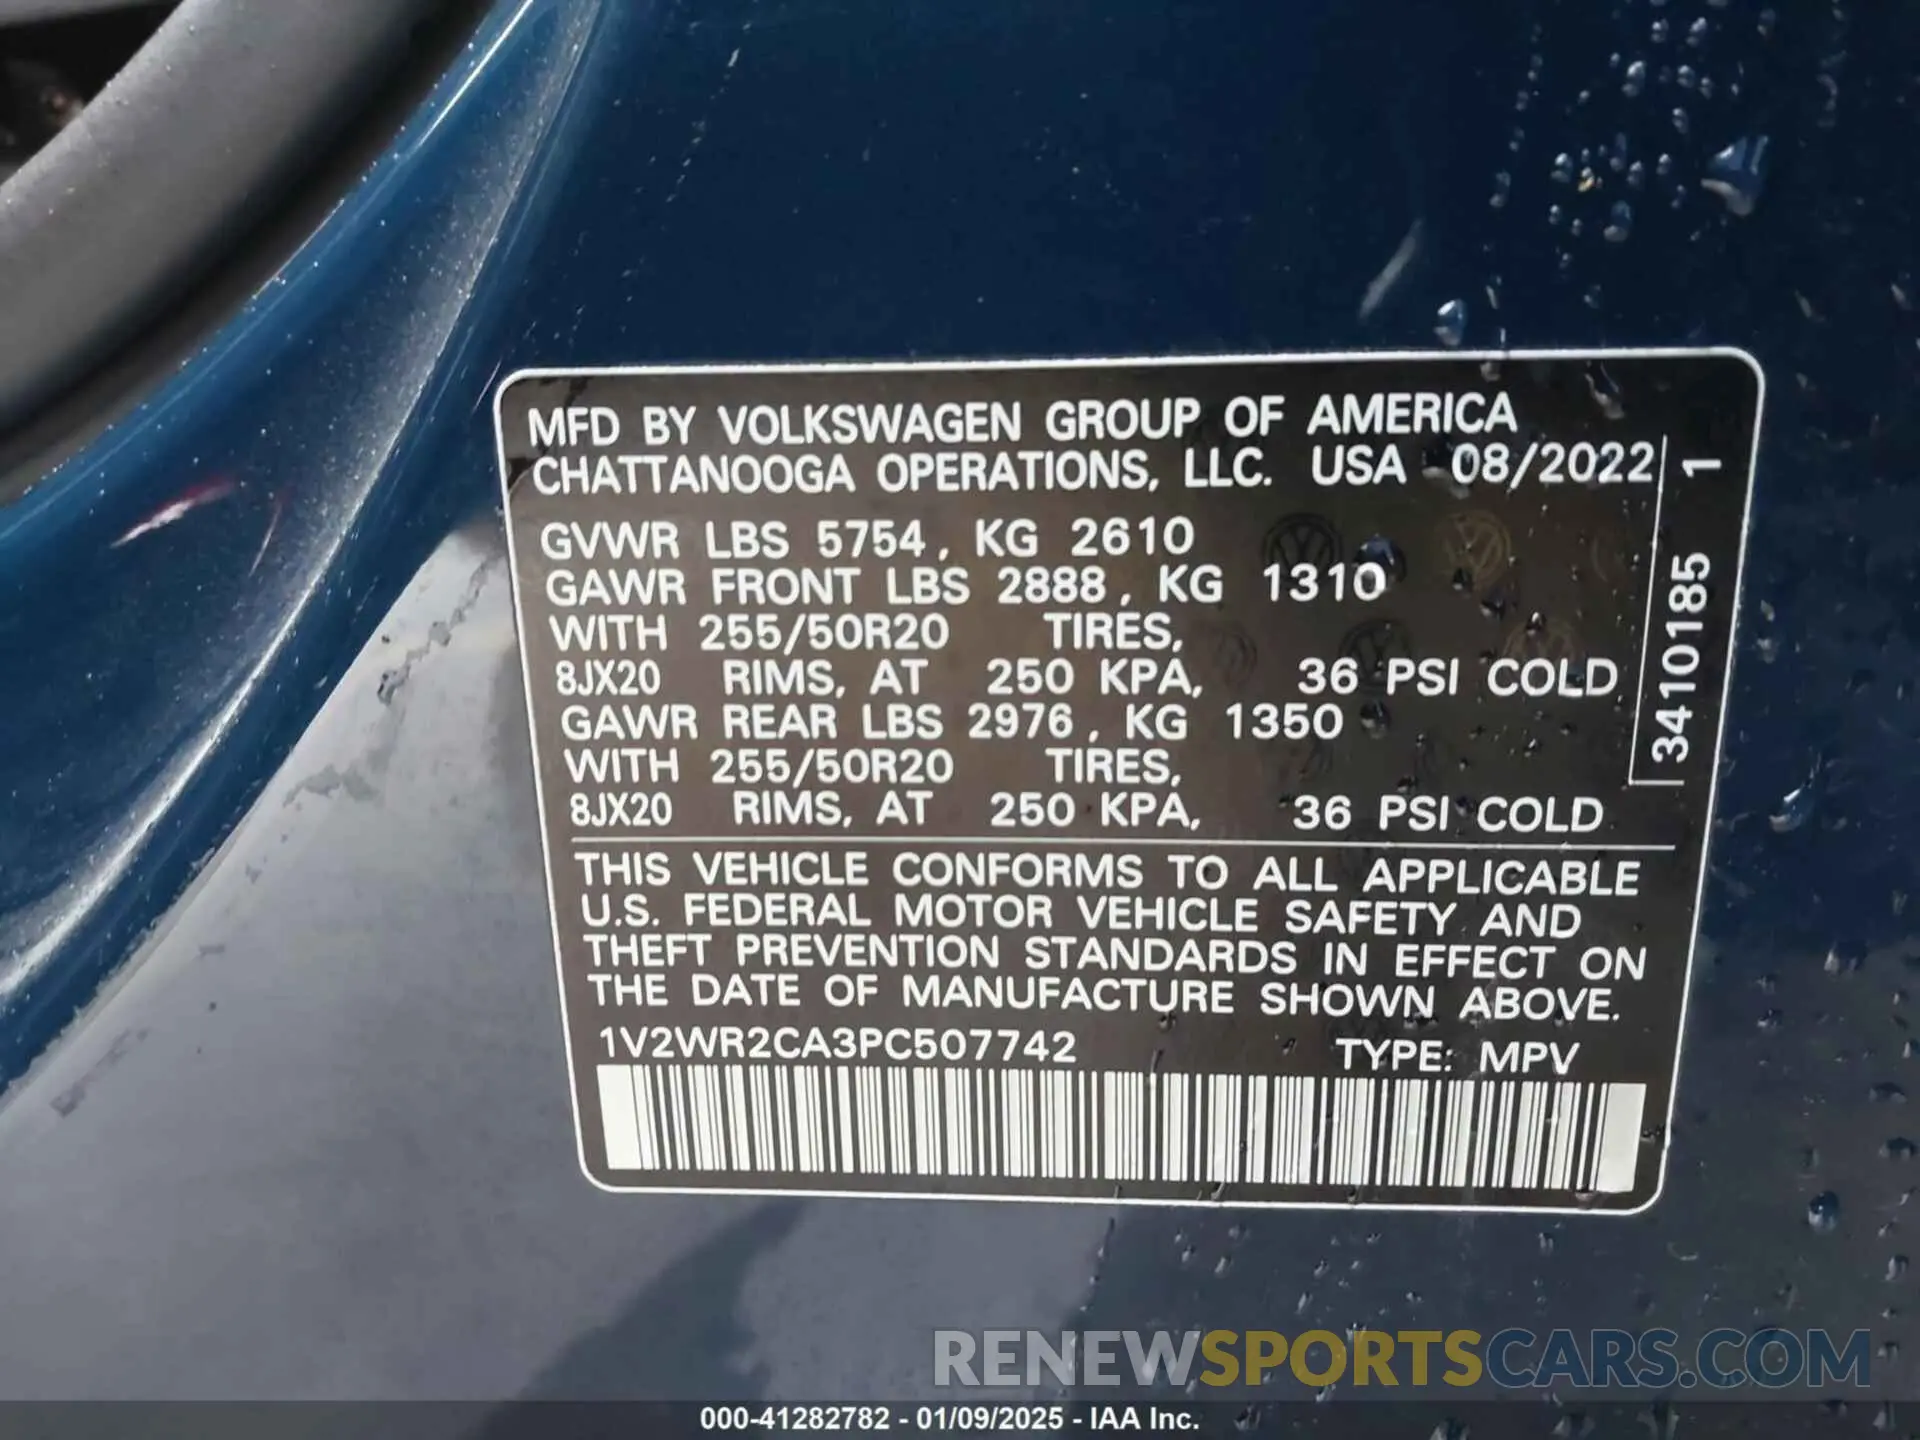 MFD BY VOLKSWAGEN GROUP OF AMERICA
CHATTANOOGA OPERATIONS, LLC. USA 08/2022
GVWR LBS 5754, KG 2610
GAWR FRONT LBS 2888, KG 1310
WITH 255/50R20 TIRES,
8JX20 RIMS, AT 250 KPA, 36 PSI COLD
GAWR REAR LBS 2976, KG 1350
WITH 255/50R20 TIRES,
8JX20 RIMS, AT 250 KPA, 36 PSI COLD
3410185 1
THIS VEHICLE CONFORMS TO ALL APPLICABLE
U.S. FEDERAL MOTOR VEHICLE SAFETY AND
THEFT PREVENTION STANDARDS IN EFFECT ON
THE DATE OF MANUFACTURE SHOWN ABOVE.
1V2WR2CA3PC507742 TYPE: MPV
RENEWSPORTSCARS.COM
000-41282782 - 01/09/2025 - IAA Inc.